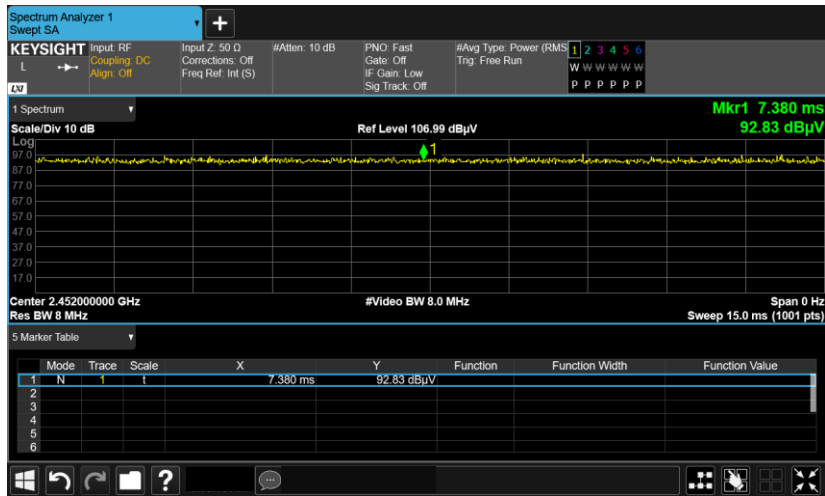 Spectrum Analyzer 1
Swept SA
+
KEYSIGHT Input: RF Input Z: 50 Ω #Atten: 10 dB PNO: Fast #Avg Type: Power (RMS 1 2 3 4 5 6
L Coupling: DC Corrections: Off Gate: Off Trig: Free Run W W W W W W
Align: Off Freq Ref: Int (S) IF Gain: Low P P P P P P
LXI Sig Track: Off
1 Spectrum Mkr1 7.380 ms
Scale/Div 10 dB Ref Level 106.99 dBµV 92.83 dBµV
Log
1
97.0
87.0
77.0
67.0
57.0
47.0
37.0
27.0
17.0
Center 2.452000000 GHz #Video BW 8.0 MHz Span 0 Hz
Res BW 8 MHz Sweep 15.0 ms (1001 pts)
5 Marker Table
Mode Trace Scale X Y Function Function Width Function Value
1 N 1 t 7.380 ms 92.83 dBµV
2
3
4
5
6
?